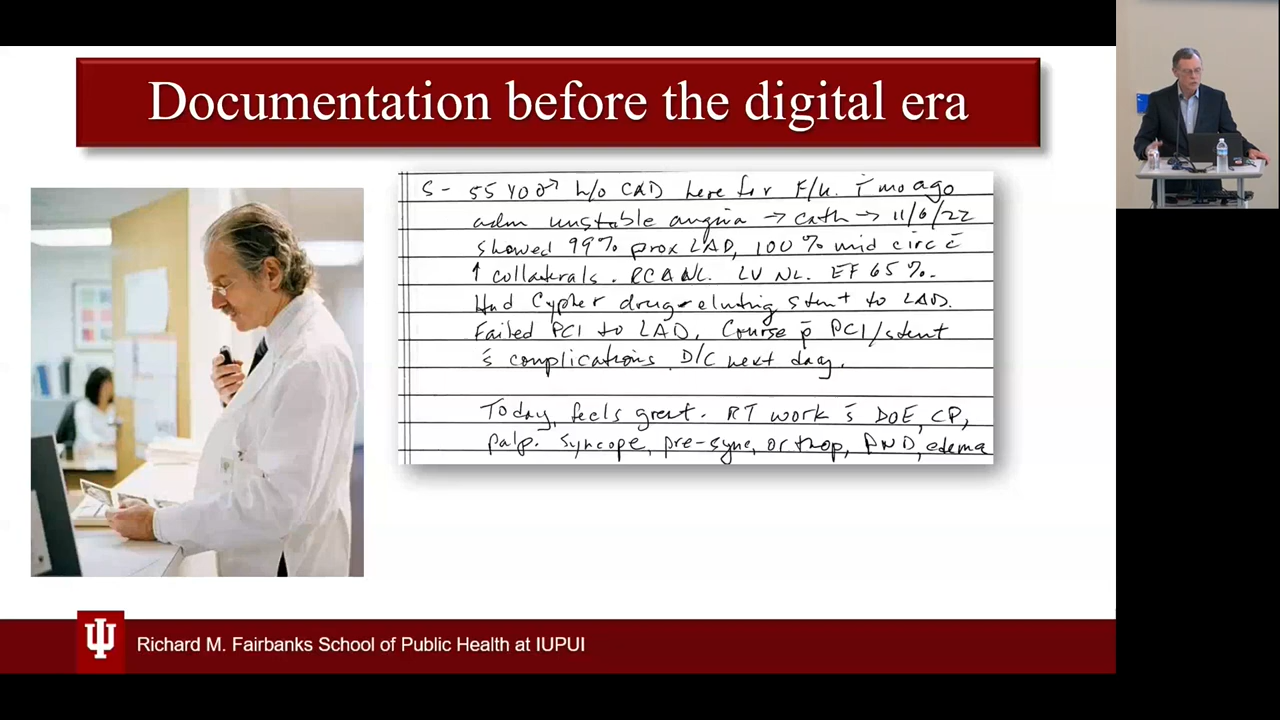 Documentation before the digital era
S - 55 YO ♂ h/o CAD here for F/u. ī mo ago
adm unstable angina → cath → 11/6/22
showed 99% prox LAD, 100% mid circ c̄
↑ collaterals. RCA NL. LV NL. EF 65%.
Had Cypher drug-eluting stent to LAD.
Failed PCI to LAD. Course p̄ PCI/stent
s̄ complications. D/C next day.
Today, feels great. RT work s̄ DOE, CP,
palp. syncope, pre-sync, orthop, PND, edema
Richard M. Fairbanks School of Public Health at IUPUI